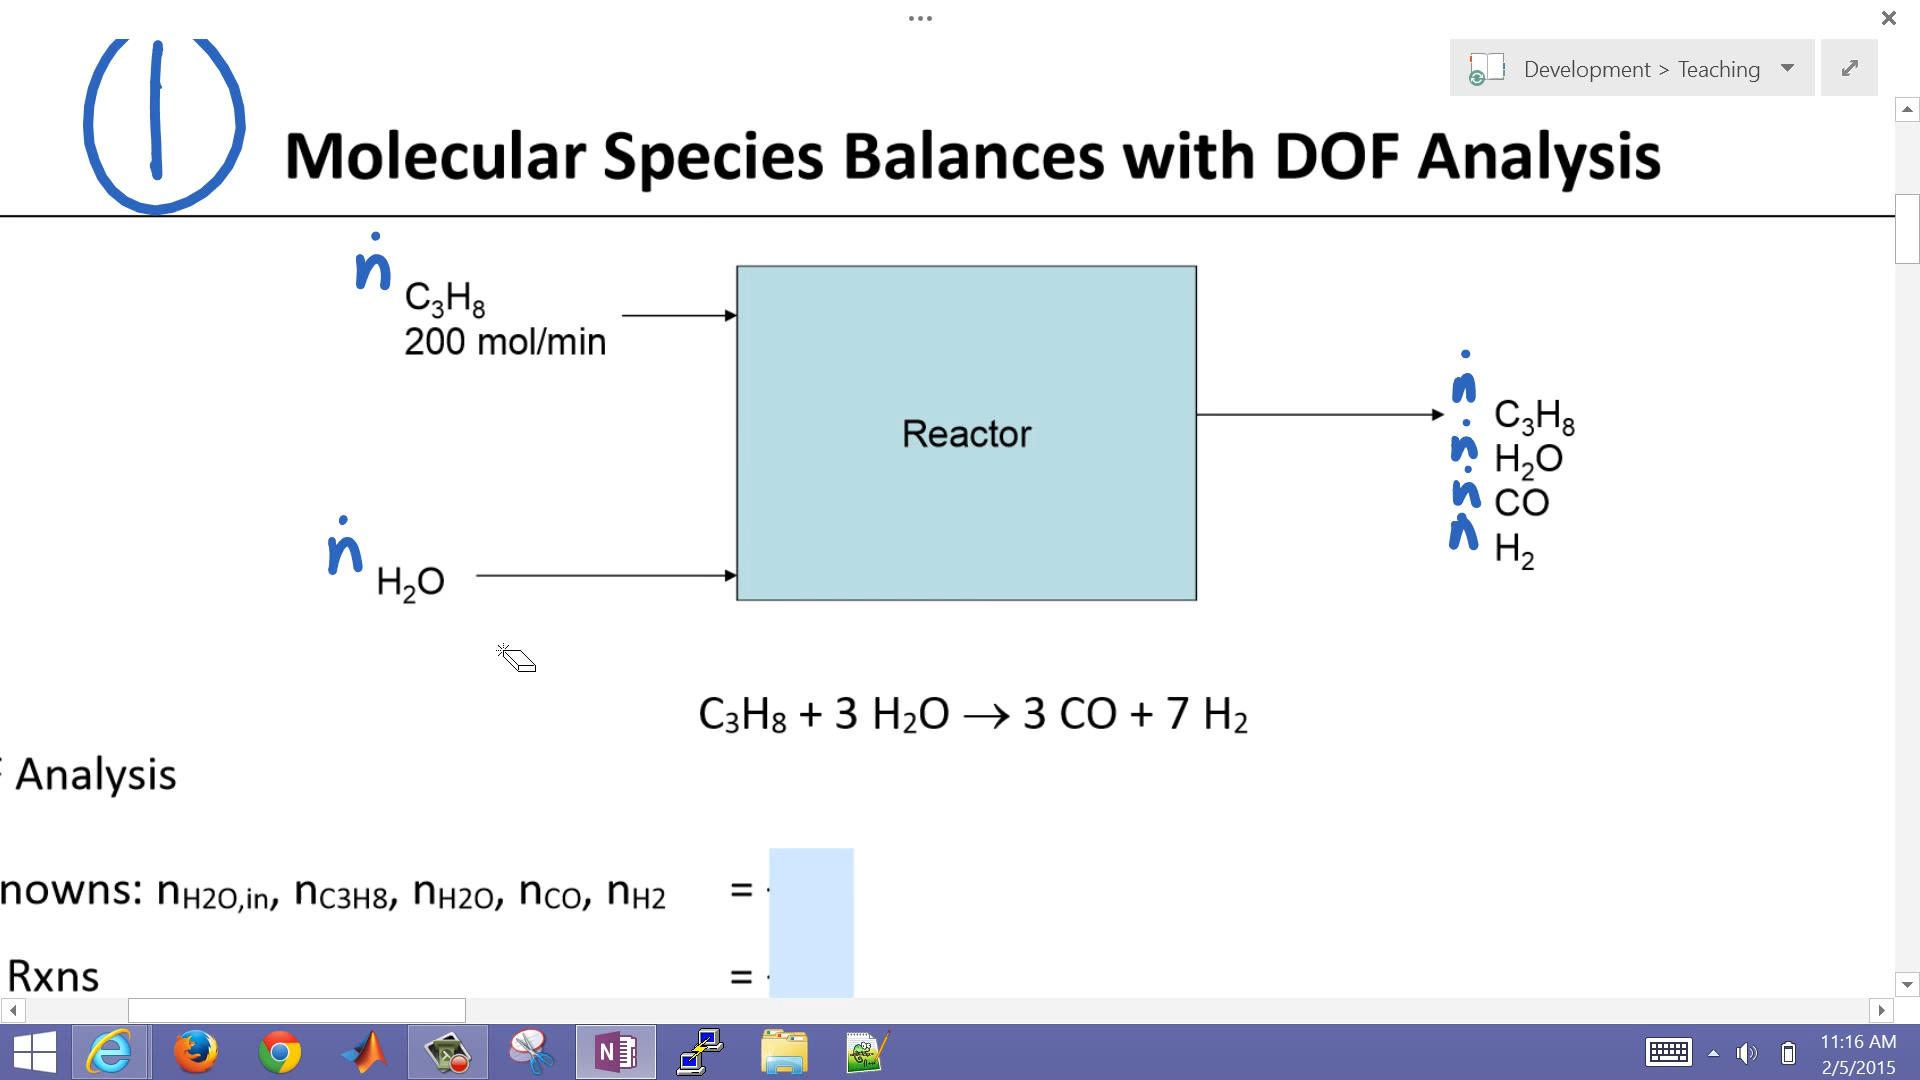 Development > Teaching
1
Molecular Species Balances with DOF Analysis
ṅ
C₃H₈
200 mol/min
Reactor
ṅ C₃H₈
ṅ H₂O
ṅ CO
ṅ H₂
ṅ
H₂O
C₃H₈ + 3 H₂O → 3 CO + 7 H₂
Analysis
nowns: nH2O,in, nC3H8, nH2O, nCO, nH2 =
Rxns =
N
11:16 AM
2/5/2015